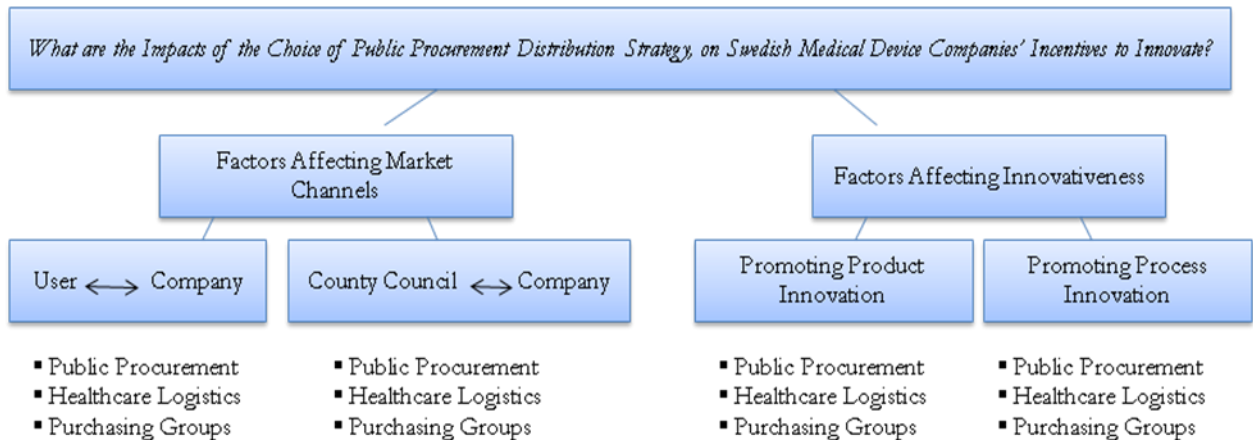 What are the Impacts of the Choice of Public Procurement Distribution Strategy, on Swedish Medical Device Companies' Incentives to Innovate?
Factors Affecting Market
Channels
Factors Affecting Innovativeness
User ↔ Company
County Council ↔ Company
Promoting Product
Innovation
Promoting Process
Innovation
▪ Public Procurement
▪ Healthcare Logistics
▪ Purchasing Groups
▪ Public Procurement
▪ Healthcare Logistics
▪ Purchasing Groups
▪ Public Procurement
▪ Healthcare Logistics
▪ Purchasing Groups
▪ Public Procurement
▪ Healthcare Logistics
▪ Purchasing Groups